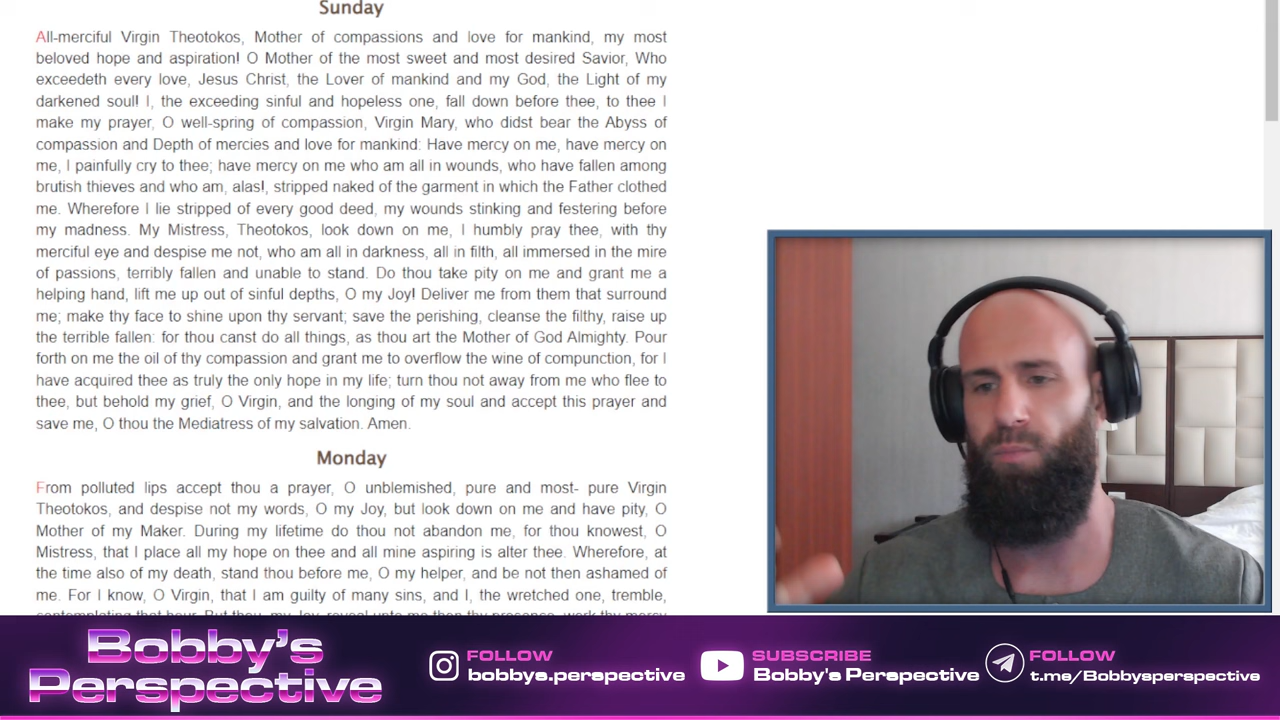 Sunday
All-merciful Virgin Theotokos, Mother of compassions and love for mankind, my most
beloved hope and aspiration! O Mother of the most sweet and most desired Savior, Who
exceedeth every love, Jesus Christ, the Lover of mankind and my God, the Light of my
darkened soul! I, the exceeding sinful and hopeless one, fall down before thee, to thee I
make my prayer, O well-spring of compassion, Virgin Mary, who didst bear the Abyss of
compassion and Depth of mercies and love for mankind: Have mercy on me, have mercy on
me, I painfully cry to thee; have mercy on me who am all in wounds, who have fallen among
brutish thieves and who am, alas!, stripped naked of the garment in which the Father clothed
me. Wherefore I lie stripped of every good deed, my wounds stinking and festering before
my madness. My Mistress, Theotokos, look down on me, I humbly pray thee, with thy
merciful eye and despise me not, who am all in darkness, all in filth, all immersed in the mire
of passions, terribly fallen and unable to stand. Do thou take pity on me and grant me a
helping hand, lift me up out of sinful depths, O my Joy! Deliver me from them that surround
me; make thy face to shine upon thy servant; save the perishing, cleanse the filthy, raise up
the terrible fallen: for thou canst do all things, as thou art the Mother of God Almighty. Pour
forth on me the oil of thy compassion and grant me to overflow the wine of compunction, for I
have acquired thee as truly the only hope in my life; turn thou not away from me who flee to
thee, but behold my grief, O Virgin, and the longing of my soul and accept this prayer and
save me, O thou the Mediatress of my salvation. Amen.
Monday
From polluted lips accept thou a prayer, O unblemished, pure and most- pure Virgin
Theotokos, and despise not my words, O my Joy, but look down on me and have pity, O
Mother of my Maker. During my lifetime do thou not abandon me, for thou knowest, O
Mistress, that I place all my hope on thee and all mine aspiring is alter thee. Wherefore, at
the time also of my death, stand thou before me, O my helper, and be not then ashamed of
me. For I know, O Virgin, that I am guilty of many sins, and I, the wretched one, tremble,
contemplating that hour. But thou, my Joy, reveal unto me then thy presence, work thy mercy
Bobby's
Perspective
FOLLOW
bobbys.perspective
SUBSCRIBE
Bobby's Perspective
FOLLOW
t.me/Bobbysperspective